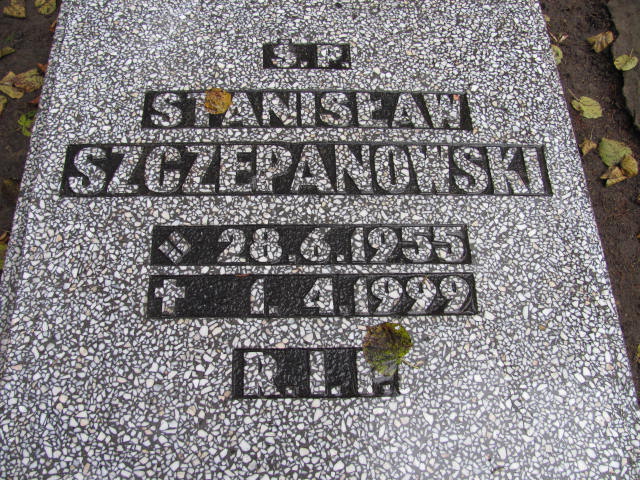 Ś.P.
STANISŁAW
SZCZEPANOWSKI
28.6.1955
† 1.4.1999
R.I.P.